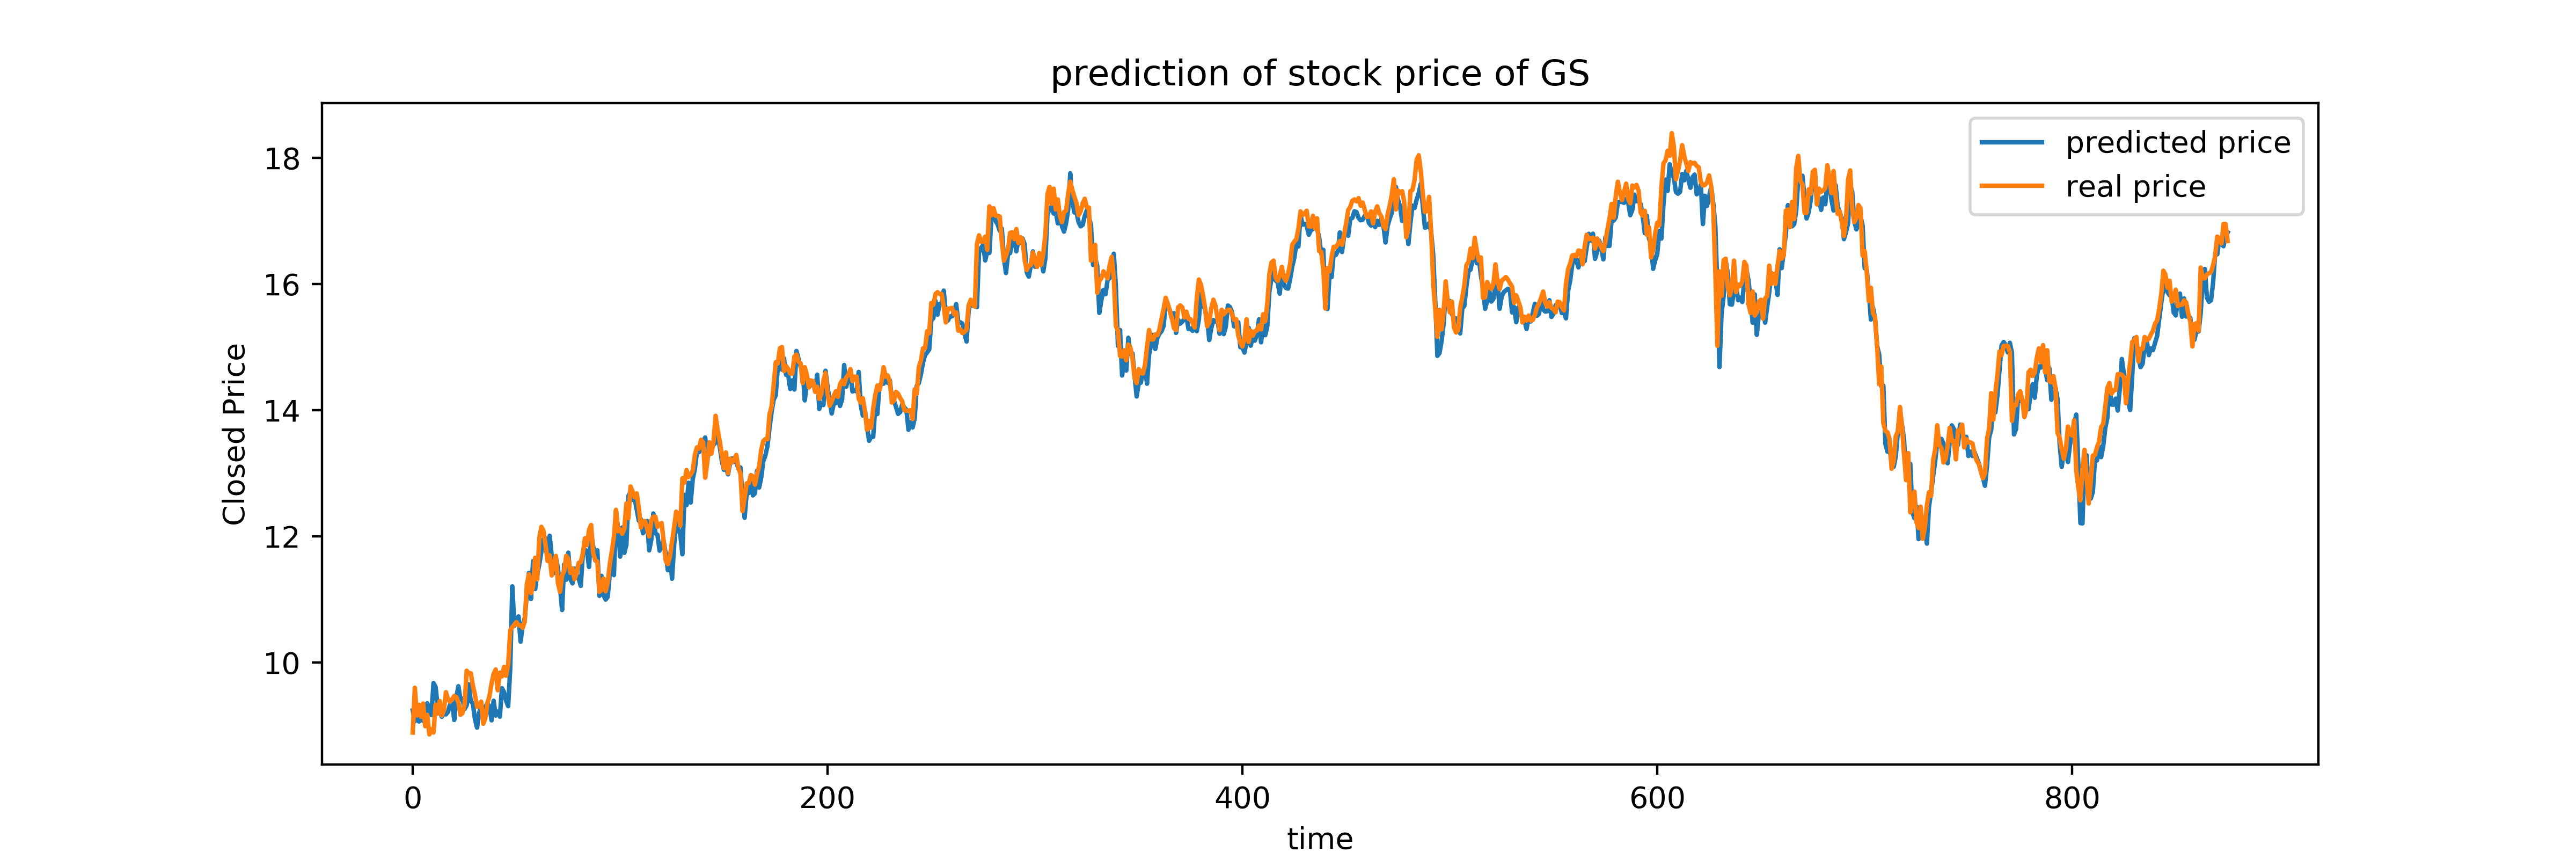 prediction of stock price of GS
predicted price
real price
Closed Price
18
16
14
12
10
0
200
400
600
800
time